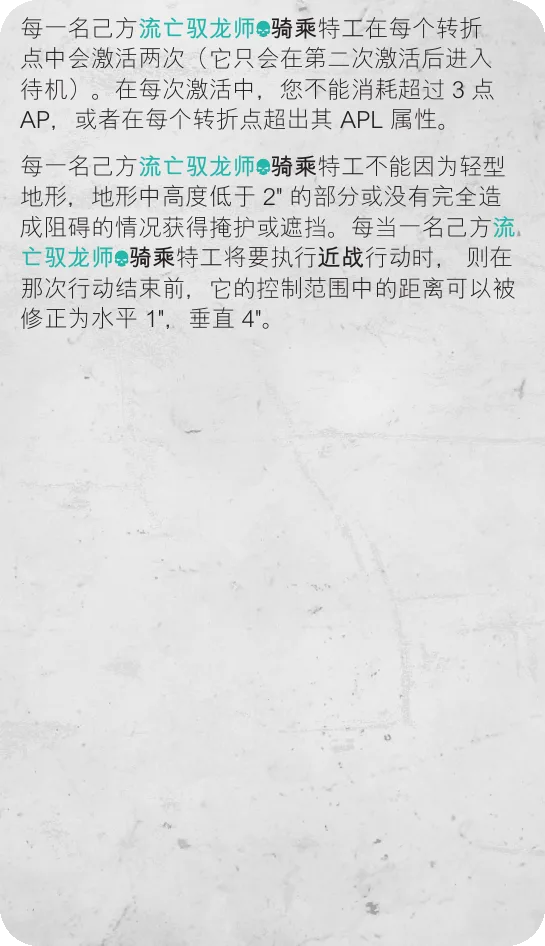 每一名己方流亡驭龙师骑乘特工在每个转折
点中会激活两次（它只会在第二次激活后进入
待机）。在每次激活中，您不能消耗超过 3 点
AP，或者在每个转折点超出其 APL 属性。
每一名己方流亡驭龙师骑乘特工不能因为轻型
地形，地形中高度低于 2" 的部分或没有完全造
成阻碍的情况获得掩护或遮挡。每当一名己方流
亡驭龙师骑乘特工将要执行近战行动时， 则在
那次行动结束前，它的控制范围中的距离可以被
修正为水平 1"，垂直 4"。